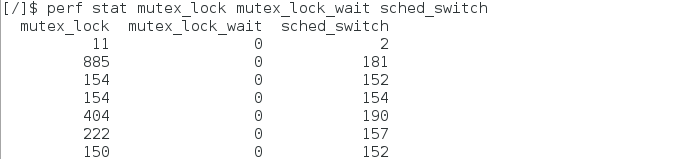 [/]$ perf stat mutex_lock mutex_lock_wait sched_switch
mutex_lock mutex_lock_wait sched_switch
11 0 2
885 0 181
154 0 152
154 0 154
404 0 190
222 0 157
150 0 152